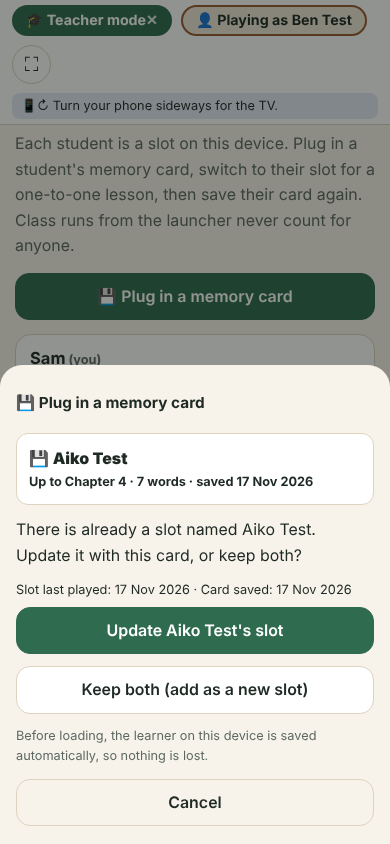 🎓 Teacher mode✕
👤 Playing as Ben Test
📱↻ Turn your phone sideways for the TV.
Each student is a slot on this device. Plug in a
student's memory card, switch to their slot for a
one-to-one lesson, then save their card again.
Class runs from the launcher never count for
anyone.
💾 Plug in a memory card
Sam (you)
💾 Plug in a memory card
💾 Aiko Test
Up to Chapter 4 · 7 words · saved 17 Nov 2026
There is already a slot named Aiko Test.
Update it with this card, or keep both?
Slot last played: 17 Nov 2026 · Card saved: 17 Nov 2026
Update Aiko Test's slot
Keep both (add as a new slot)
Before loading, the learner on this device is saved
automatically, so nothing is lost.
Cancel